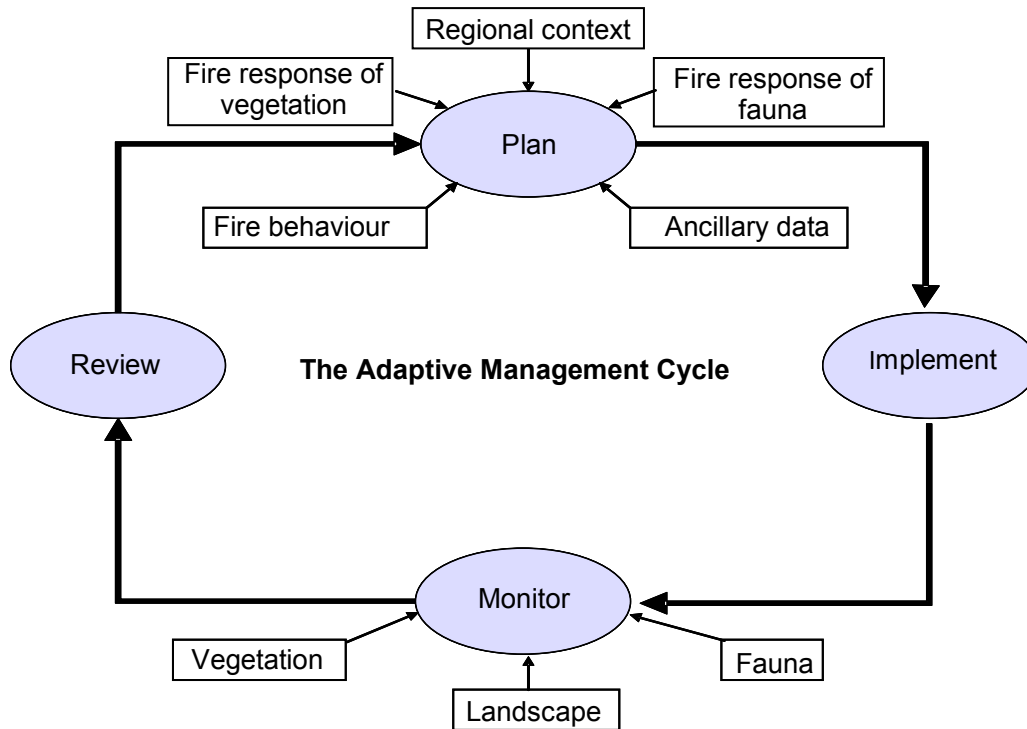 Regional context
Fire response of
vegetation
Fire response of
fauna
Plan
Fire behaviour
Ancillary data
Review
The Adaptive Management Cycle
Implement
Monitor
Vegetation
Fauna
Landscape